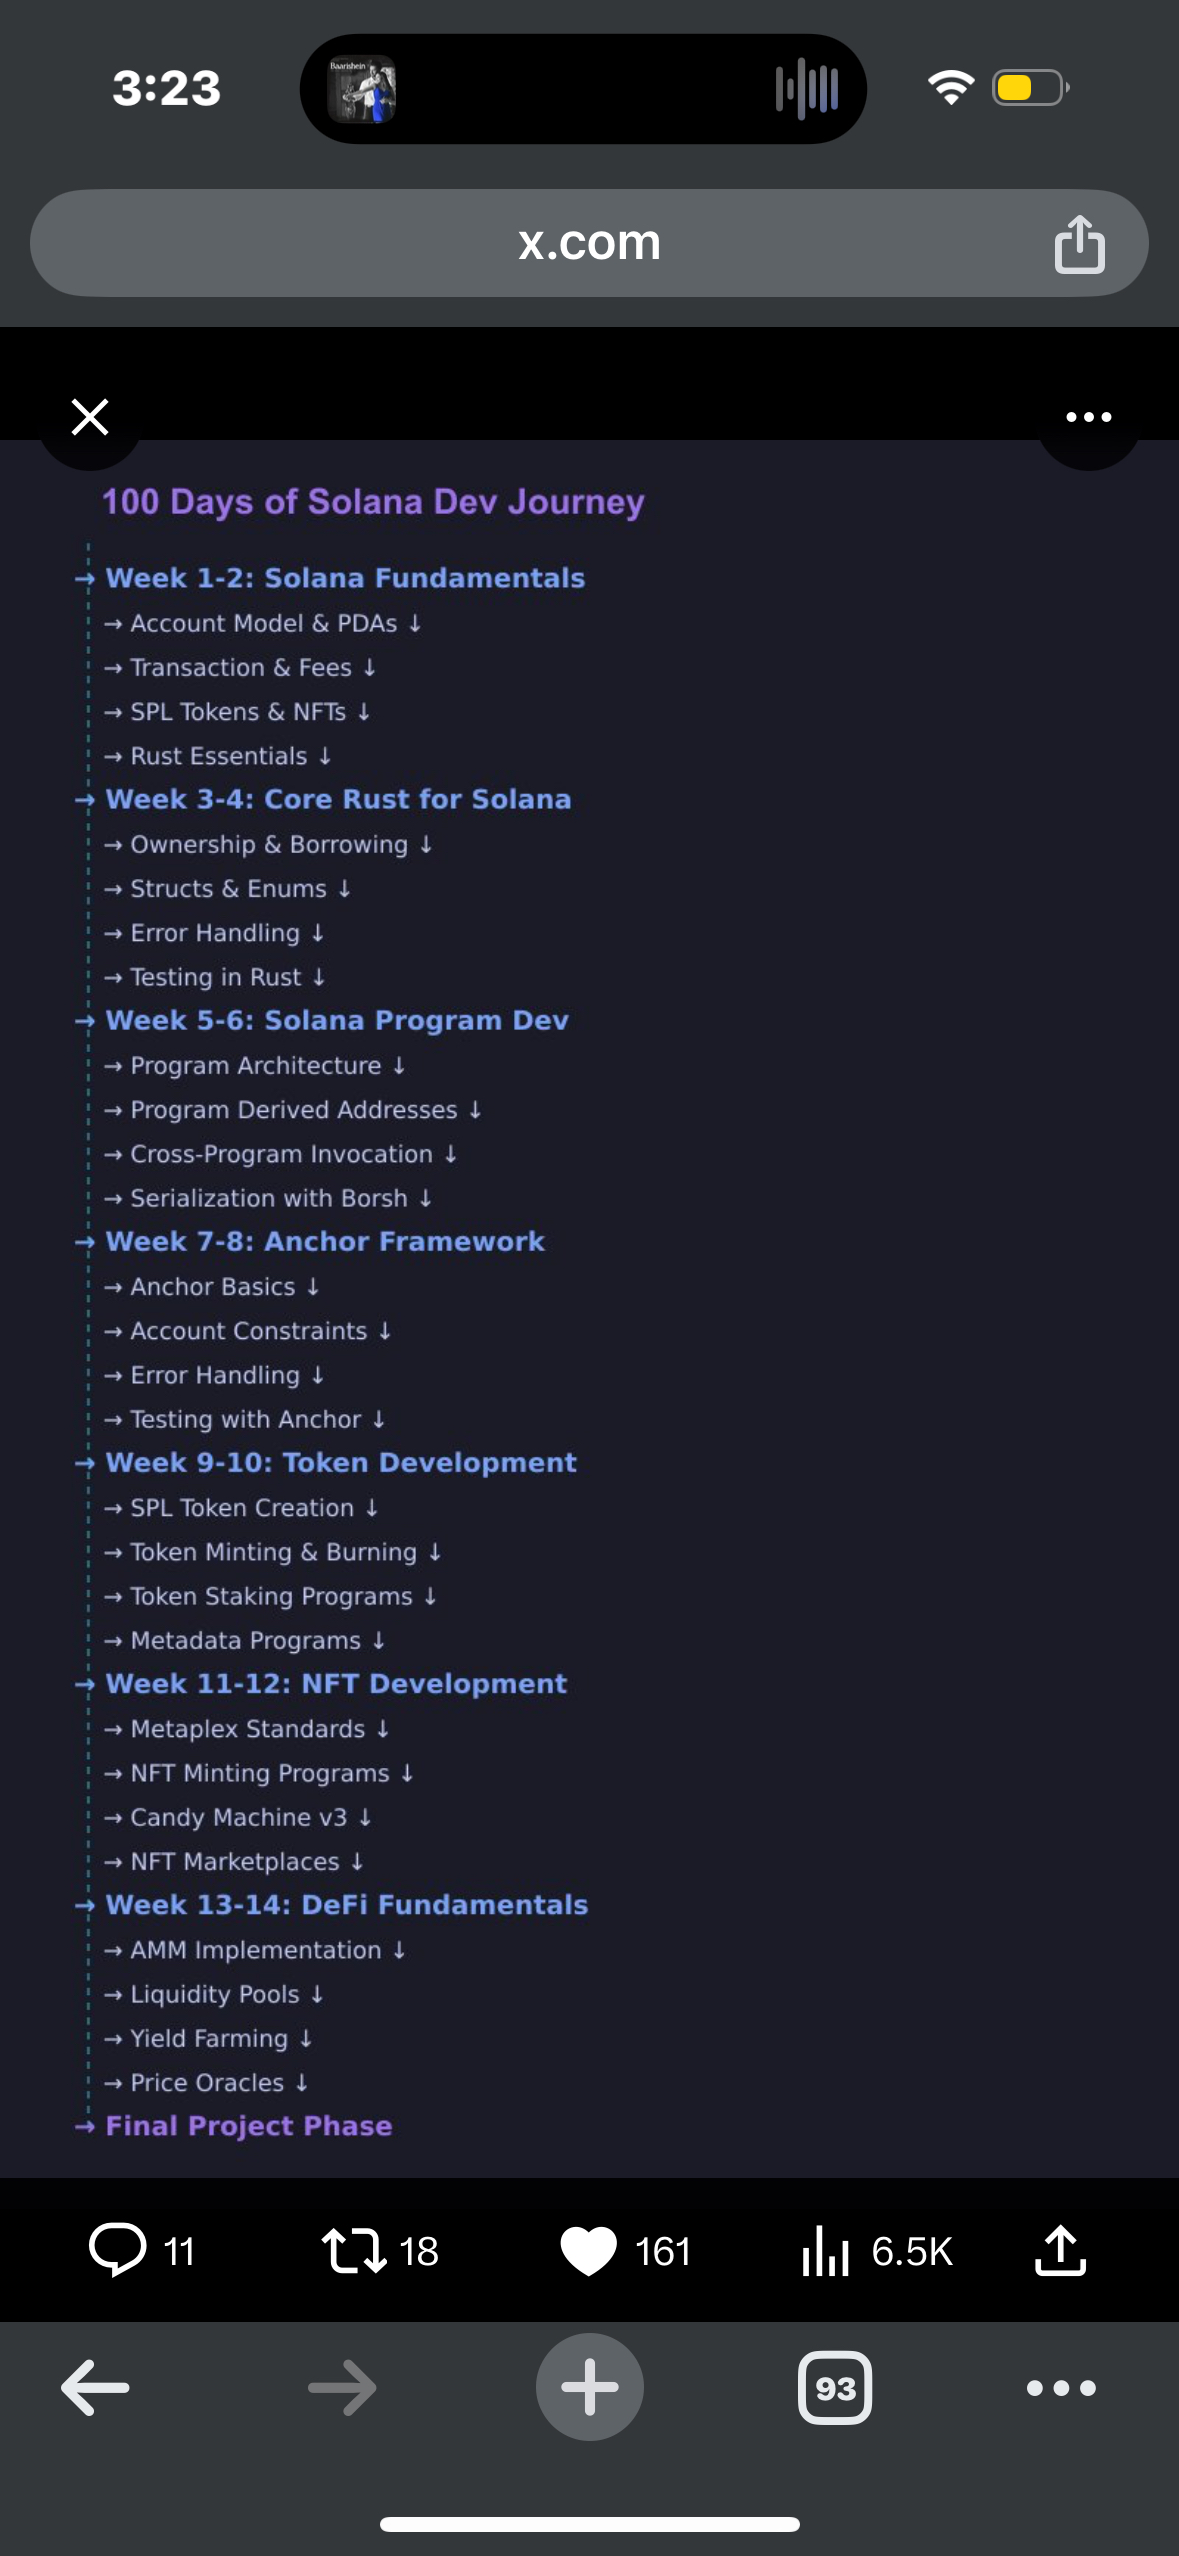 3:23
Baarishein
x.com
100 Days of Solana Dev Journey
→ Week 1-2: Solana Fundamentals
→ Account Model & PDAs ↓
→ Transaction & Fees ↓
→ SPL Tokens & NFTs ↓
→ Rust Essentials ↓
→ Week 3-4: Core Rust for Solana
→ Ownership & Borrowing ↓
→ Structs & Enums ↓
→ Error Handling ↓
→ Testing in Rust ↓
→ Week 5-6: Solana Program Dev
→ Program Architecture ↓
→ Program Derived Addresses ↓
→ Cross-Program Invocation ↓
→ Serialization with Borsh ↓
→ Week 7-8: Anchor Framework
→ Anchor Basics ↓
→ Account Constraints ↓
→ Error Handling ↓
→ Testing with Anchor ↓
→ Week 9-10: Token Development
→ SPL Token Creation ↓
→ Token Minting & Burning ↓
→ Token Staking Programs ↓
→ Metadata Programs ↓
→ Week 11-12: NFT Development
→ Metaplex Standards ↓
→ NFT Minting Programs ↓
→ Candy Machine v3 ↓
→ NFT Marketplaces ↓
→ Week 13-14: DeFi Fundamentals
→ AMM Implementation ↓
→ Liquidity Pools ↓
→ Yield Farming ↓
→ Price Oracles ↓
→ Final Project Phase
11 18 161 6.5K
93